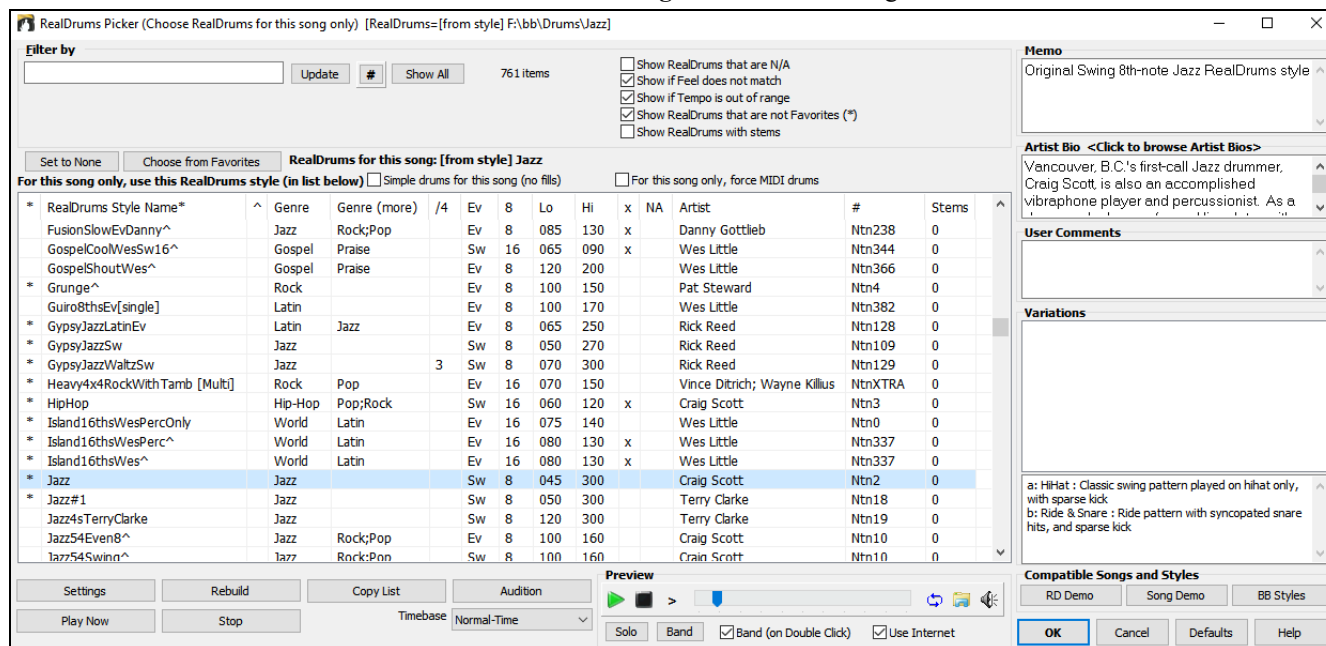 RealDrums Picker (Choose RealDrums for this song only) [RealDrums=[from style] F:\bb\Drums\Jazz]
Filter by
Update # Show All 761 items
Show RealDrums that are N/A
Show if Feel does not match
Show if Tempo is out of range
Show RealDrums that are not Favorites (*)
Show RealDrums with stems
Set to None Choose from Favorites RealDrums for this song: [from style] Jazz
For this song only, use this RealDrums style (in list below) Simple drums for this song (no fills) For this song only, force MIDI drums
* RealDrums Style Name* ^ Genre Genre (more) /4 Ev 8 Lo Hi x NA Artist # Stems
FusionSlowEvDanny^ Jazz Rock;Pop Ev 8 085 130 x Danny Gottlieb Ntn238 0
GospelCoolWesSw16^ Gospel Praise Sw 16 065 090 x Wes Little Ntn344 0
GospelShoutWes^ Gospel Praise Ev 8 120 200 Wes Little Ntn366 0
* Grunge^ Rock Ev 8 100 150 Pat Steward Ntn4 0
Guiro8thsEv[single] Latin Ev 8 100 170 Wes Little Ntn382 0
* GypsyJazzLatinEv Latin Jazz Ev 8 065 250 Rick Reed Ntn128 0
* GypsyJazzSw Jazz Sw 8 050 270 Rick Reed Ntn109 0
* GypsyJazzWaltzSw Jazz 3 Sw 8 070 300 Rick Reed Ntn129 0
* Heavy4x4RockWithTamb [Multi] Rock Pop Ev 16 070 150 Vince Ditrich; Wayne Killius NtnXTRA 0
* HipHop Hip-Hop Pop;Rock Sw 16 060 120 x Craig Scott Ntn3 0
* Island16thsWesPercOnly World Latin Ev 16 075 140 Wes Little Ntn0 0
* Island16thsWesPerc^ World Latin Ev 16 080 130 x Wes Little Ntn337 0
* Island16thsWes^ World Latin Ev 16 080 130 x Wes Little Ntn337 0
* Jazz Jazz Sw 8 045 300 Craig Scott Ntn2 0
* Jazz#1 Jazz Sw 8 050 300 Terry Clarke Ntn18 0
Jazz4sTerryClarke Jazz Sw 8 120 300 Terry Clarke Ntn19 0
Jazz54Even8^ Jazz Rock;Pop Ev 8 100 160 Craig Scott Ntn10 0
Jazz54Swing^ Jazz Rock;Pop Sw 8 100 160 Craig Scott Ntn10 0
Settings Rebuild Copy List Audition
Play Now Stop Timebase Normal-Time
Preview
>
Solo Band Band (on Double Click) Use Internet
Memo
Original Swing 8th-note Jazz RealDrums style
Artist Bio <Click to browse Artist Bios>
Vancouver, B.C.'s first-call Jazz drummer,
Craig Scott is also an accomplished
vibraphone player and percussionist. As a
User Comments
Variations
a: HiHat : Classic swing pattern played on hihat only,
with sparse kick
b: Ride & Snare : Ride pattern with syncopated snare
hits, and sparse kick
Compatible Songs and Styles
RD Demo Song Demo BB Styles
OK Cancel Defaults Help